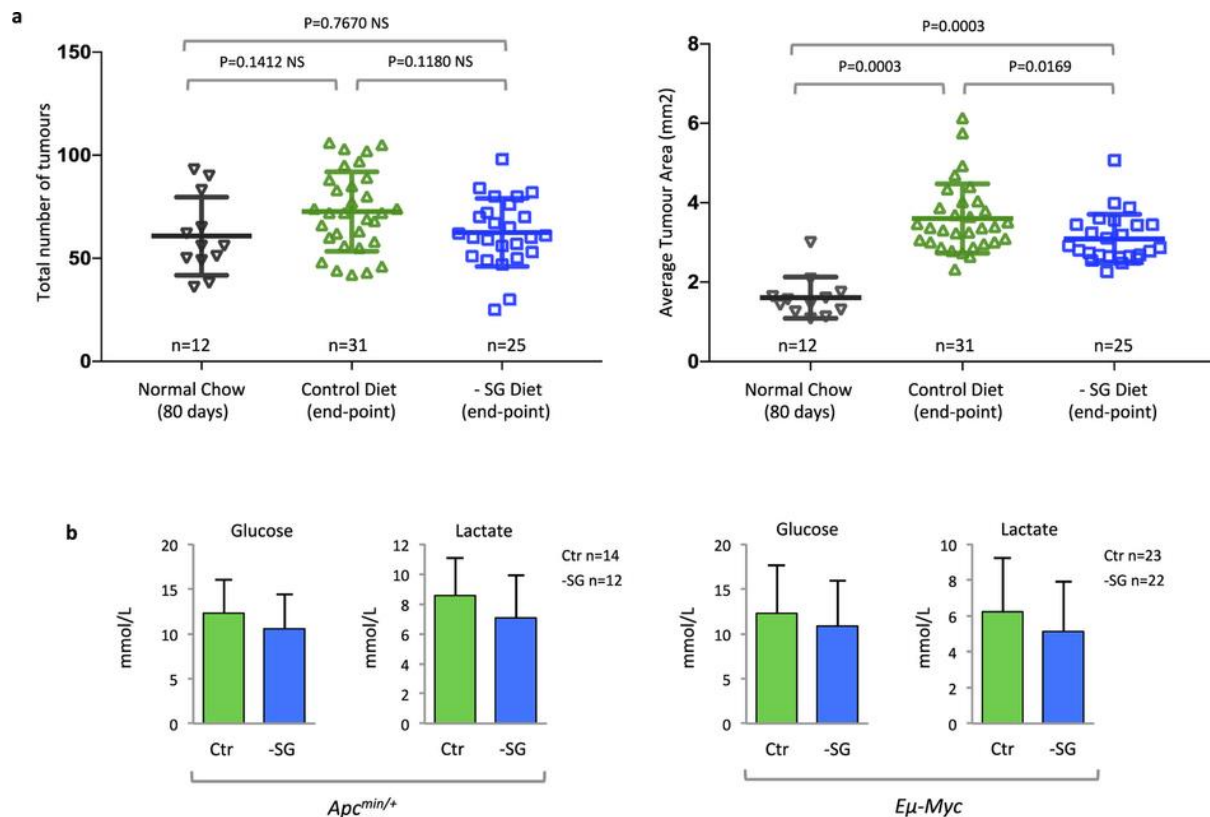 a
P=0.7670 NS
P=0.1412 NS
P=0.1180 NS
150
100
50
0
Total number of tumours
n=12
n=31
n=25
Normal Chow
(80 days)
Control Diet
(end-point)
- SG Diet
(end-point)
P=0.0003
P=0.0003
P=0.0169
8
6
4
2
0
Average Tumour Area (mm2)
n=12
n=31
n=25
Normal Chow
(80 days)
Control Diet
(end-point)
- SG Diet
(end-point)
b
Glucose
20
15
10
5
0
mmol/L
Ctr
-SG
Lactate
12
10
8
6
4
2
0
mmol/L
Ctr
-SG
Ctr n=14
-SG n=12
Apcmin/+
Glucose
20
15
10
5
0
mmol/L
Ctr
-SG
Lactate
10
8
6
4
2
0
mmol/L
Ctr
-SG
Ctr n=23
-SG n=22
Eμ-Myc